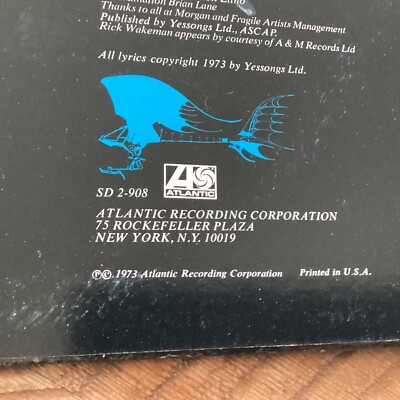 Brian Lane
Thanks to all at Morgan and Fragile Artists Management
Published by Yessongs Ltd., ASCAP.
Rick Wakeman appears by courtesy of A & M Records Ltd
All lyrics copyright 1973 by Yessongs Ltd.
SD 2-908
ATLANTIC
ATLANTIC RECORDING CORPORATION
75 ROCKEFELLER PLAZA
NEW YORK, N.Y. 10019
℗© 1973 Atlantic Recording Corporation Printed in U.S.A.